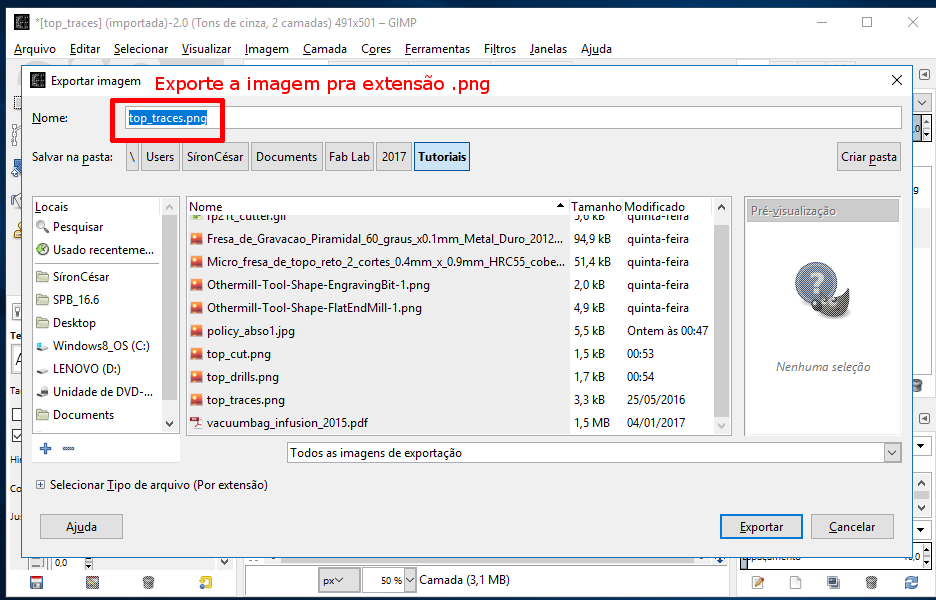 *[top_traces] (importada)-2.0 (Tons de cinza, 2 camadas) 491x501 – GIMP
Arquivo Editar Selecionar Visualizar Imagem Camada Cores Ferramentas Filtros Janelas Ajuda
Exportar imagem
Exporte a imagem pra extensão .png
Nome: top_traces.png
Salvar na pasta: \ Users SíronCésar Documents Fab Lab 2017 Tutoriais Criar pasta
Locais
Pesquisar
Usado recenteme...
SíronCésar
SPB_16.6
Desktop
Windows8_OS (C:)
LENOVO (D:)
Unidade de DVD-...
Documents
Nome Tamanho Modificado
quinta-feira
Fresa_de_Gravacao_Piramidal_60_graus_x0.1mm_Metal_Duro_2012... 94,9 kB quinta-feira
Micro_fresa_de_topo_reto_2_cortes_0.4mm_x_0.9mm_HRC55_cobe... 51,4 kB quinta-feira
Othermill-Tool-Shape-EngravingBit-1.png 2,0 kB quinta-feira
Othermill-Tool-Shape-FlatEndMill-1.png 4,9 kB quinta-feira
policy_abso1.jpg 5,5 kB Ontem às 00:47
top_cut.png 1,5 kB 00:53
top_drills.png 1,7 kB 00:54
top_traces.png 3,3 kB 25/05/2016
vacuumbag_infusion_2015.pdf 1,5 MB 04/01/2017
Pré-visualização
Nenhuma seleção
Todos as imagens de exportação
Selecionar Tipo de arquivo (Por extensão)
Ajuda Exportar Cancelar
0,0
px 50 % Camada (3,1 MB)